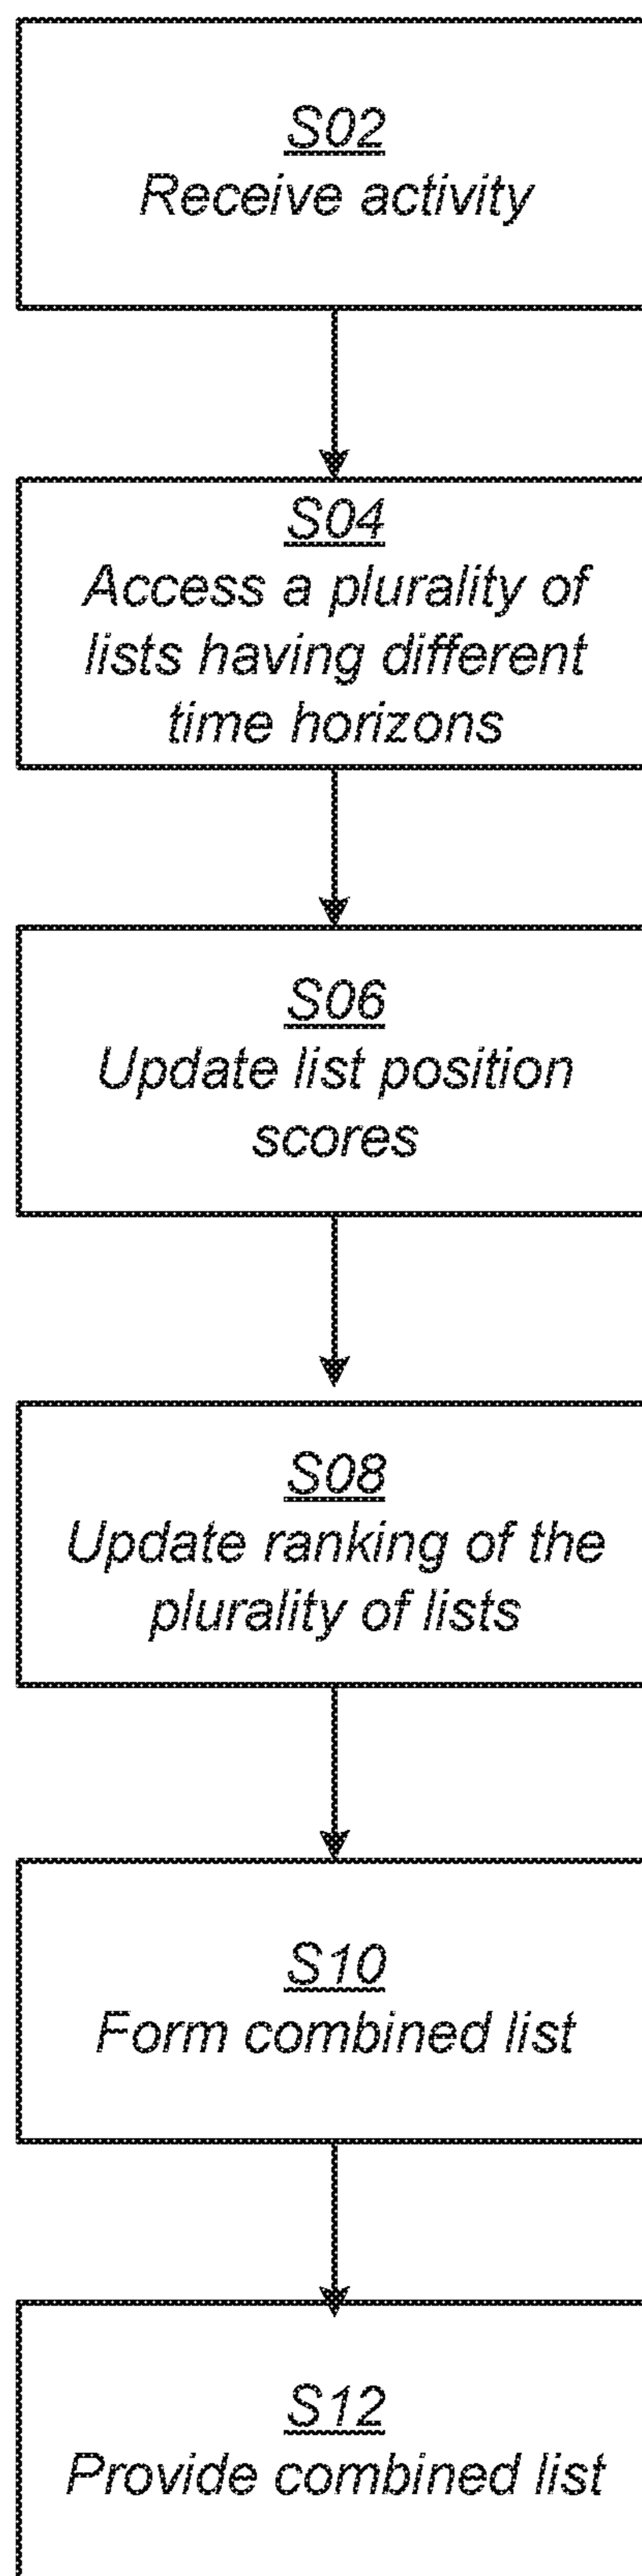 S02
Receive activity
S04
Access a plurality of
lists having different
time horizons
S06
Update list position
scores
S08
Update ranking of the
plurality of lists
S10
Form combined list
S12
Provide combined list